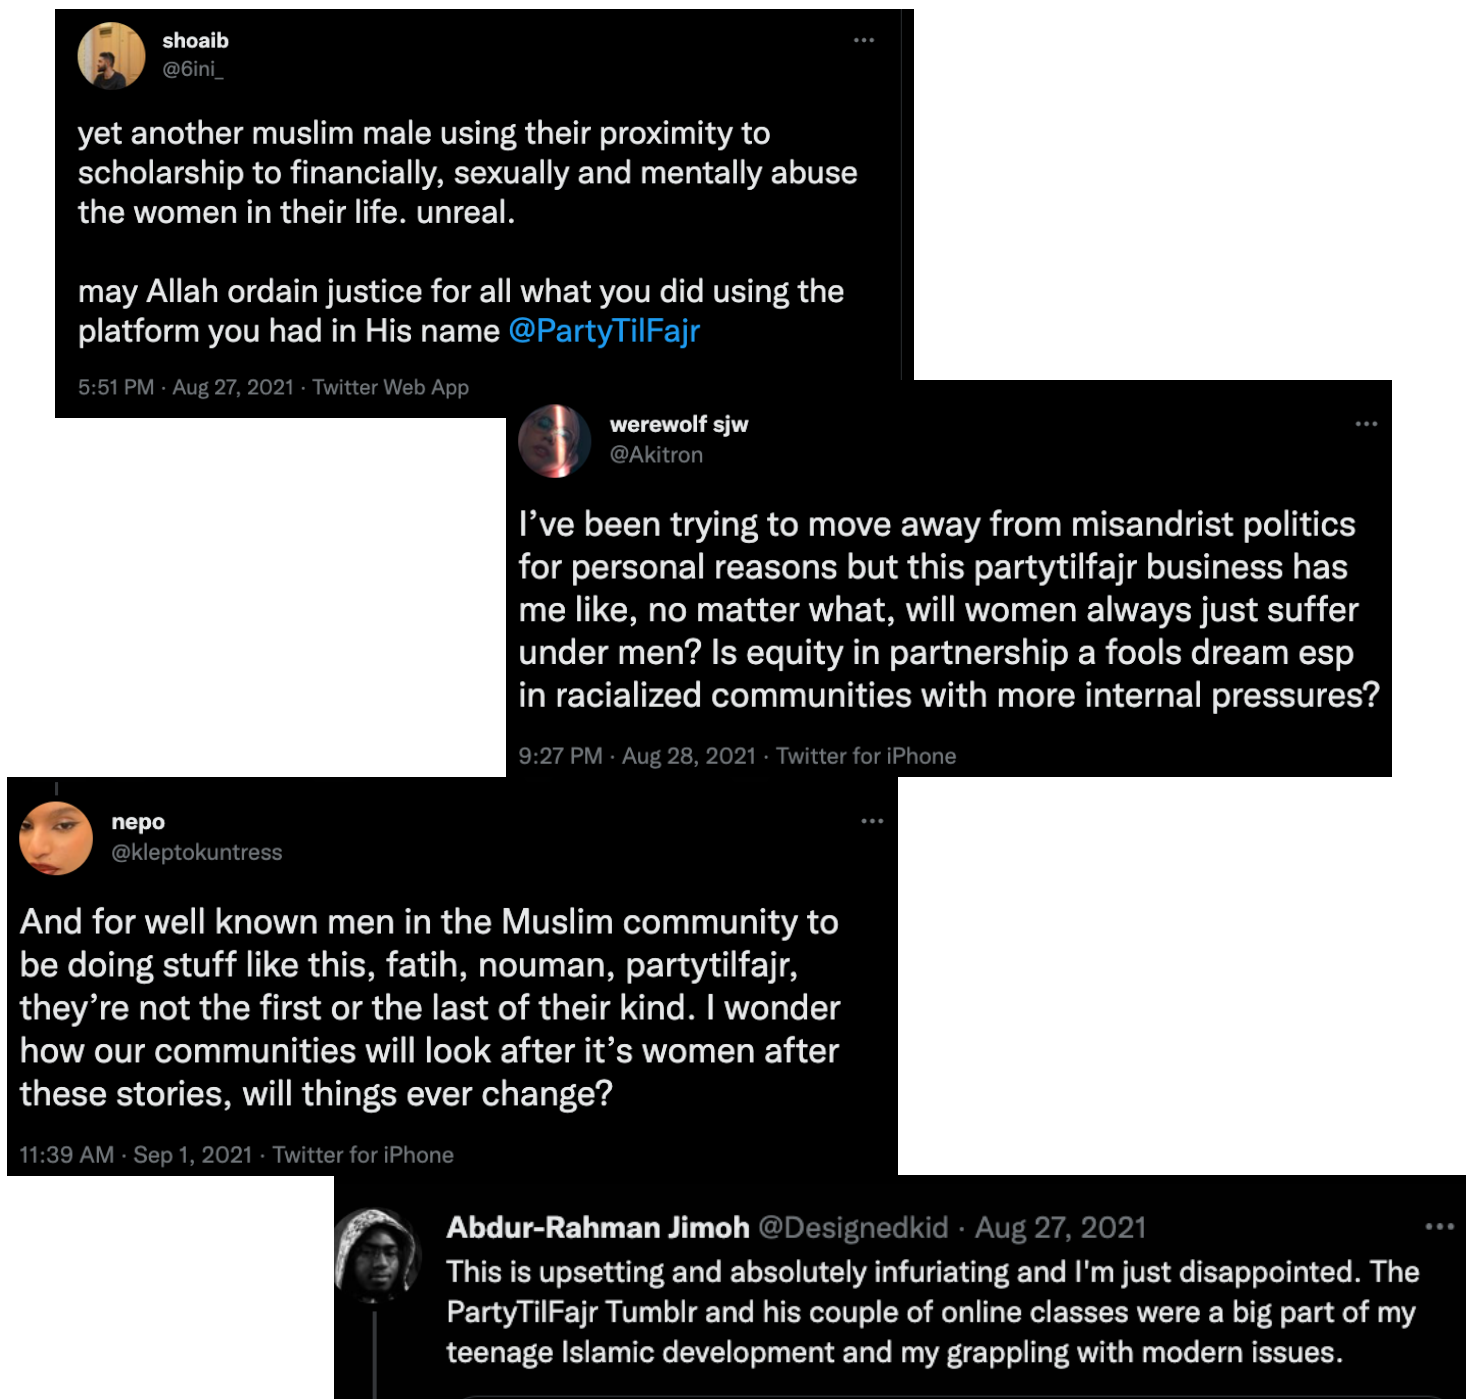 shoaib
@6ini_
yet another muslim male using their proximity to
scholarship to financially, sexually and mentally abuse
the women in their life. unreal.
may Allah ordain justice for all what you did using the
platform you had in His name @PartyTilFajr
5:51 PM · Aug 27, 2021 · Twitter Web App
werewolf sjw
@Akitron
I’ve been trying to move away from misandrist politics
for personal reasons but this partytilfajr business has
me like, no matter what, will women always just suffer
under men? Is equity in partnership a fools dream esp
in racialized communities with more internal pressures?
9:27 PM · Aug 28, 2021 · Twitter for iPhone
nepo
@kleptokuntress
And for well known men in the Muslim community to
be doing stuff like this, fatih, nouman, partytilfajr,
they’re not the first or the last of their kind. I wonder
how our communities will look after it’s women after
these stories, will things ever change?
11:39 AM · Sep 1, 2021 · Twitter for iPhone
Abdur-Rahman Jimoh @Designedkid · Aug 27, 2021
This is upsetting and absolutely infuriating and I'm just disappointed. The
PartyTilFajr Tumblr and his couple of online classes were a big part of my
teenage Islamic development and my grappling with modern issues.